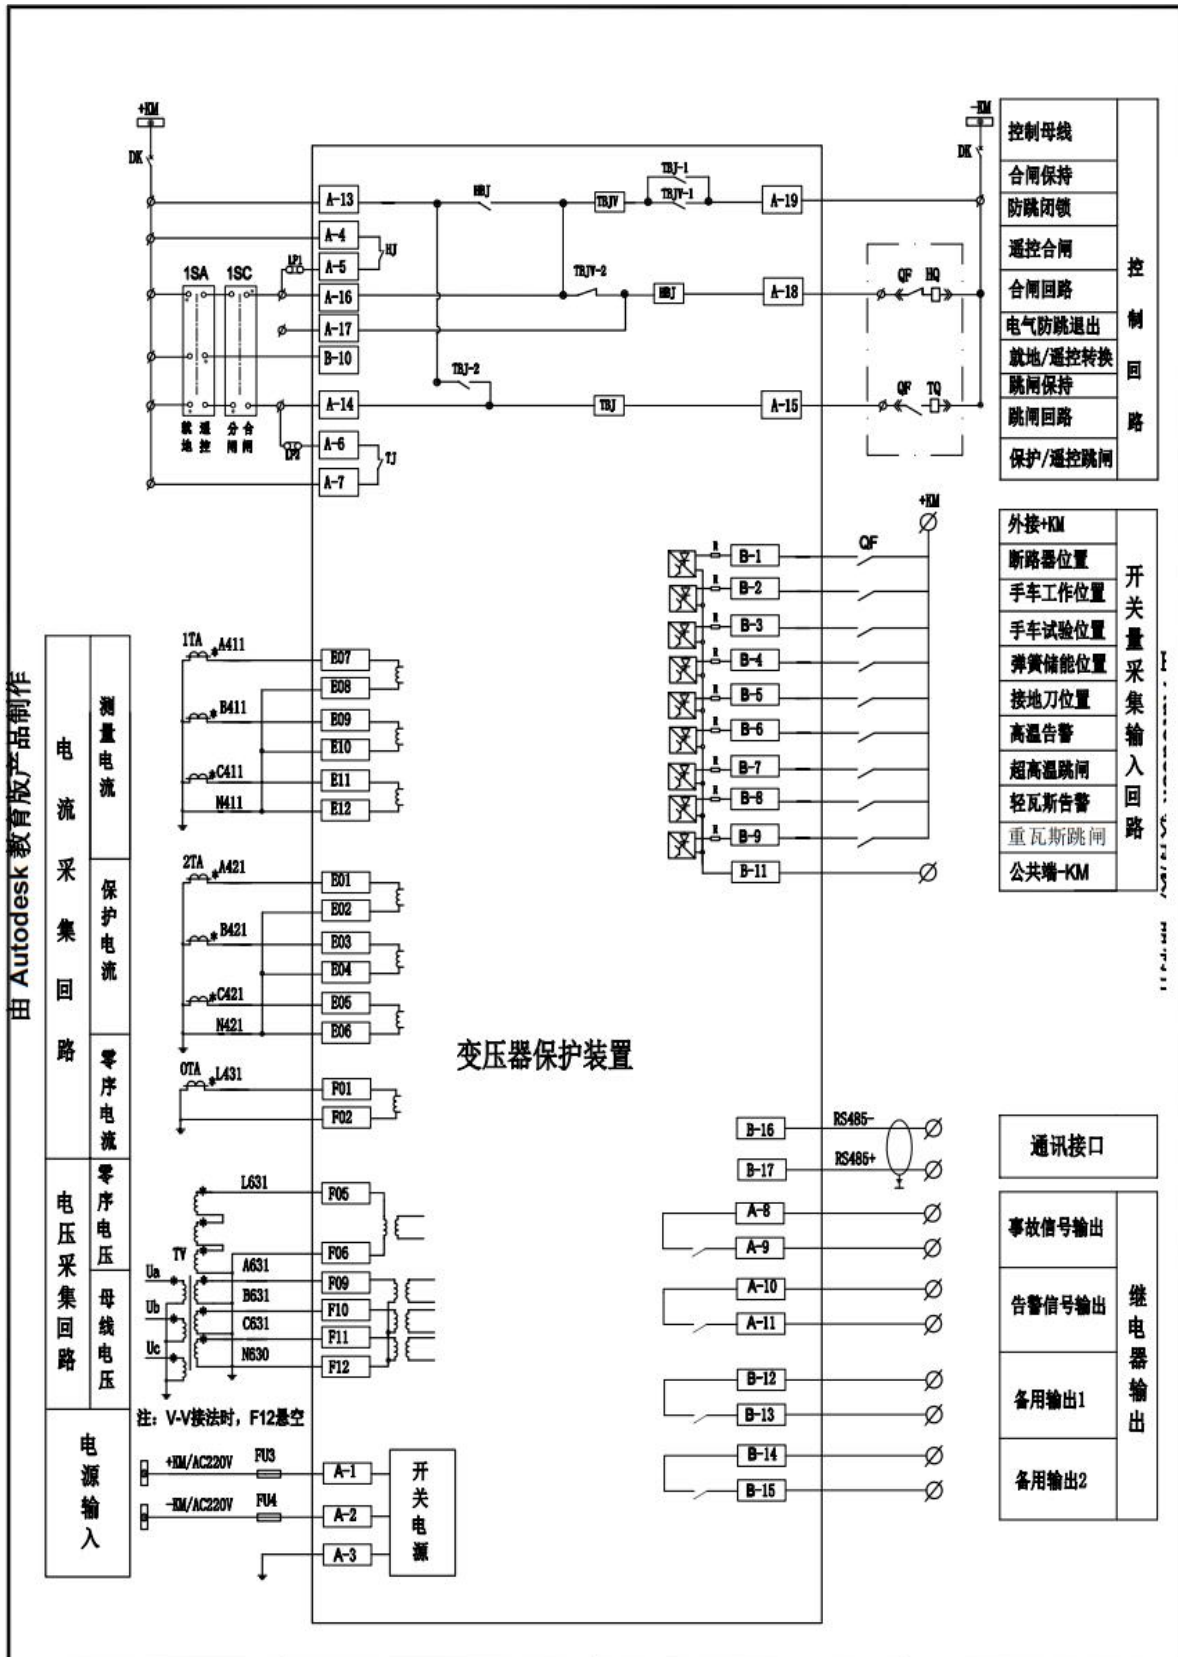 +KM
-KM
DK
DK
控制母线
合闸保持
防跳闭锁
遥控合闸
合闸回路
电气防跳退出
就地/遥控转换
跳闸保持
跳闸回路
保护/遥控跳闸
控制回路
A-13
HBJ
TBJV
TBJ-1
TBJV-1
A-19
A-4
HJ
LP1
A-5
1SA
1SC
A-16
TBJV-2
HBJ
A-18
QF
HQ
A-17
B-10
TBJ-2
A-14
TBJ
A-15
QF
TQ
就地
遥控
分闸
合闸
LP2
A-6
TJ
A-7
+KM
QF
R
B-1
R
B-2
R
B-3
R
B-4
R
B-5
R
B-6
R
B-7
R
B-8
R
B-9
B-11
外接+KM
断路器位置
手车工作位置
手车试验位置
弹簧储能位置
接地刀位置
高温告警
超高温跳闸
轻瓦斯告警
重瓦斯跳闸
公共端-KM
开关量采集输入回路
由 Autodesk 教育版产品制作
电流采集回路
测量电流
保护电流
零序电流
电压采集回路
零序电压
母线电压
电源输入
1TA
A411
E07
E08
B411
E09
E10
C411
E11
N411
E12
2TA
A421
E01
E02
B421
E03
E04
C421
E05
N421
E06
0TA
L431
F01
F02
变压器保护装置
L631
F05
TV
F06
Ua
A631
F09
Ub
B631
F10
C631
F11
Uc
N630
F12
注：V-V接法时，F12悬空
+KM/AC220V
FU3
A-1
-KM/AC220V
FU4
A-2
A-3
开关电源
B-16
RS485-
B-17
RS485+
通讯接口
A-8
A-9
事故信号输出
A-10
A-11
告警信号输出
B-12
B-13
备用输出1
B-14
B-15
备用输出2
继电器输出